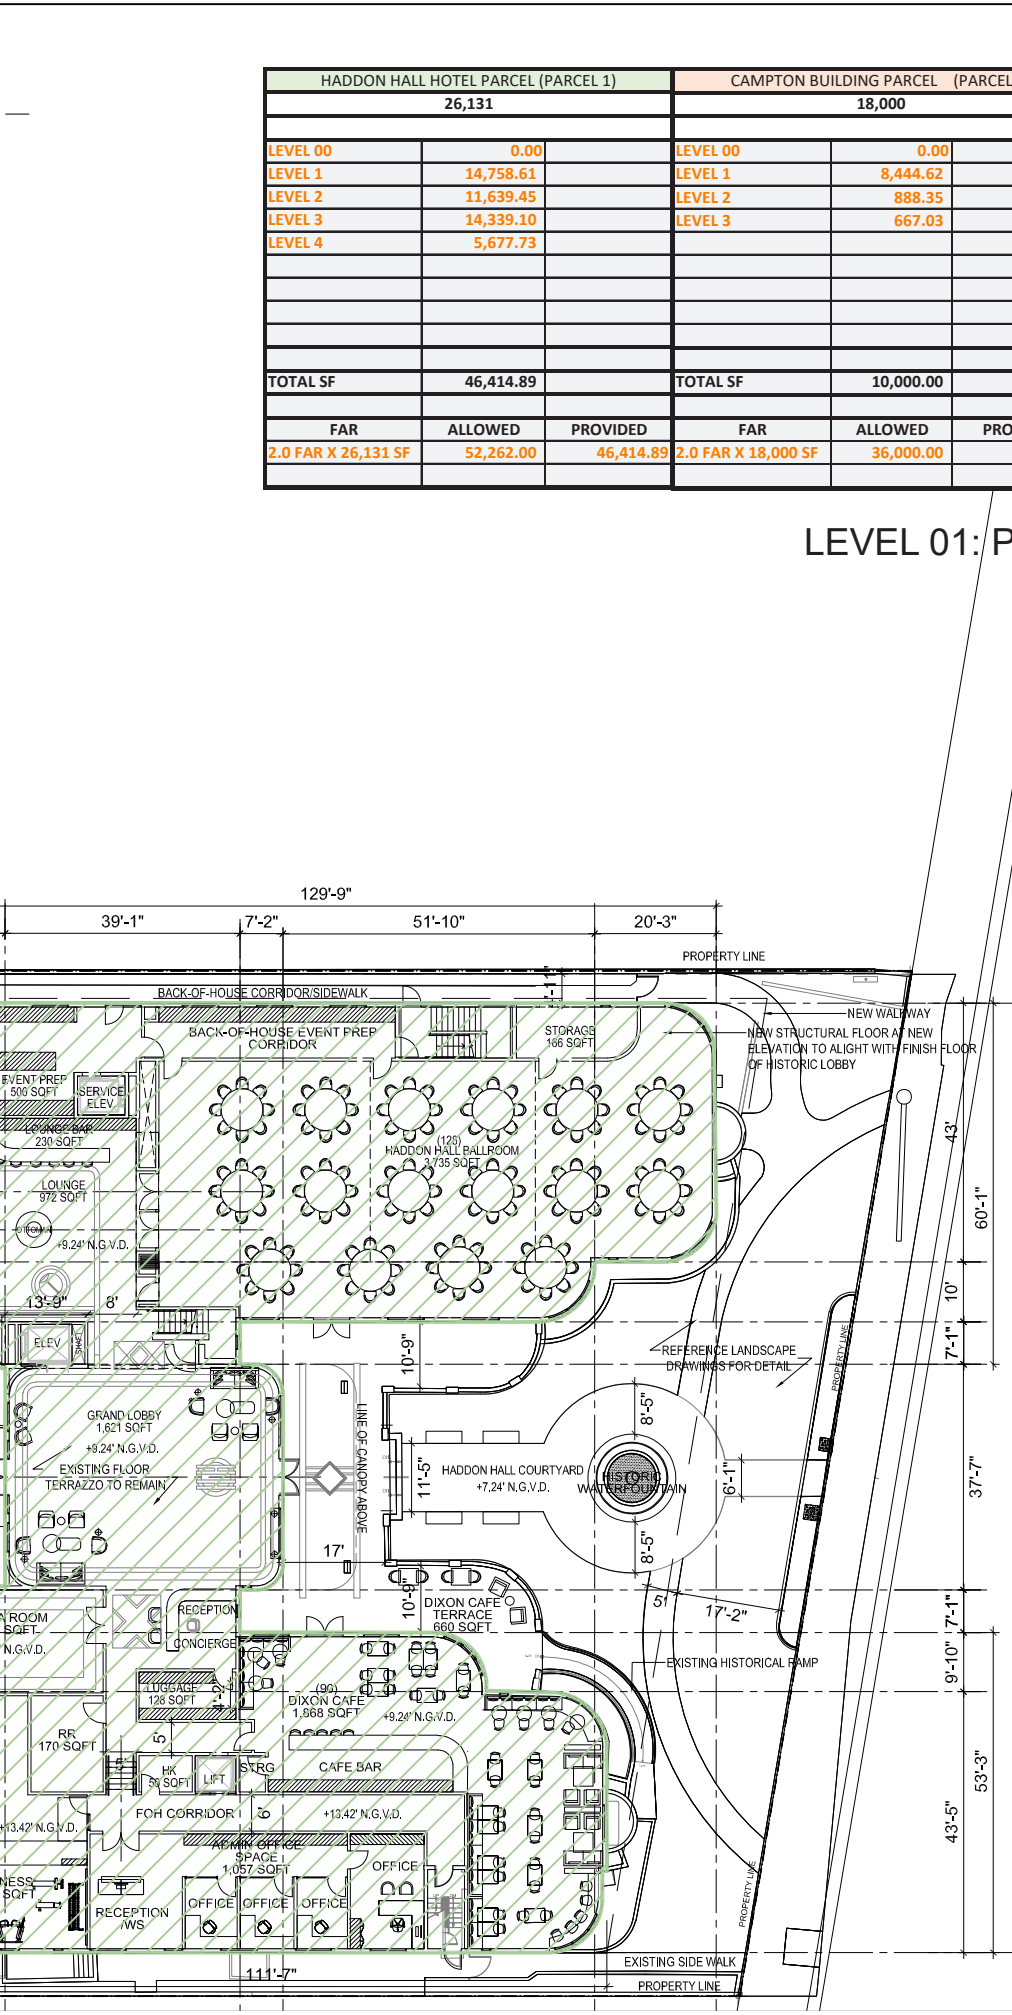 HADDON HALL HOTEL PARCEL (PARCEL 1)
CAMPTON BUILDING PARCEL (PARCEL
26,131
18,000
LEVEL 00 0.00
LEVEL 00 0.00
LEVEL 1 14,758.61
LEVEL 1 8,444.62
LEVEL 2 11,639.45
LEVEL 2 888.35
LEVEL 3 14,339.10
LEVEL 3 667.03
LEVEL 4 5,677.73
TOTAL SF 46,414.89
TOTAL SF 10,000.00
FAR ALLOWED PROVIDED
FAR ALLOWED PRO
2.0 FAR X 26,131 SF 52,262.00 46,414.89
2.0 FAR X 18,000 SF 36,000.00
LEVEL 01: P
129'-9"
39'-1" 7'-2" 51'-10" 20'-3"
PROPERTY LINE
BACK-OF-HOUSE CORRIDOR/SIDEWALK
NEW WALKWAY
BACK-OF-HOUSE EVENT PREP
CORRIDOR
STORAGE
166 SQFT
NEW STRUCTURAL FLOOR AT NEW
ELEVATION TO ALIGHT WITH FINISH FLOOR
OF HISTORIC LOBBY
EVENT PREP
500 SQFT
SERVICE
ELEV.
LOUNGE BAR
230 SQFT
HADDON HALL BALLROOM
3,735 SQFT
43'
LOUNGE
972 SQFT
60'-1"
OTTOMAN
+9.24' N.G.V.D.
13'-9" 8'
10'
ELEV
10'-9"
7'-1"
REFERENCE LANDSCAPE
DRAWINGS FOR DETAIL
PROPERTY LINE
GRAND LOBBY
1,621 SQFT
+9.24' N.G.V.D.
EXISTING FLOOR
TERRAZZO TO REMAIN
LINE OF CANOPY ABOVE
8'-5"
11'-5"
HADDON HALL COURTYARD
+7.24' N.G.V.D.
HISTORIC
WATERFOUNTAIN
6'-1"
37'-7"
8'-5"
17'
10'-9"
DIXON CAFE
TERRACE
660 SQFT
5'
17'-2"
7'-1"
ROOM
SQFT
N.G.V.D.
RECEPTION
CONCIERGE
EXISTING HISTORICAL RAMP
9'-10"
LUGGAGE
128 SQFT
4'-2"
(90)
DIXON CAFE
1,868 SQFT
+9.24' N.G.V.D.
RR
170 SQFT
5'
HK
50 SQFT
LIFT
STRG
CAFE BAR
53'-3"
FOH CORRIDOR
6'
+13.42' N.G.V.D.
+13.42' N.G.V.D.
43'-5"
ADMIN OFFICE
SPACE
1,057 SQFT
OFFICE
NESS
SQFT
RECEPTION
/WS
OFFICE OFFICE OFFICE
PROPERTY LINE
EXISTING SIDE WALK
111'-7"
PROPERTY LINE